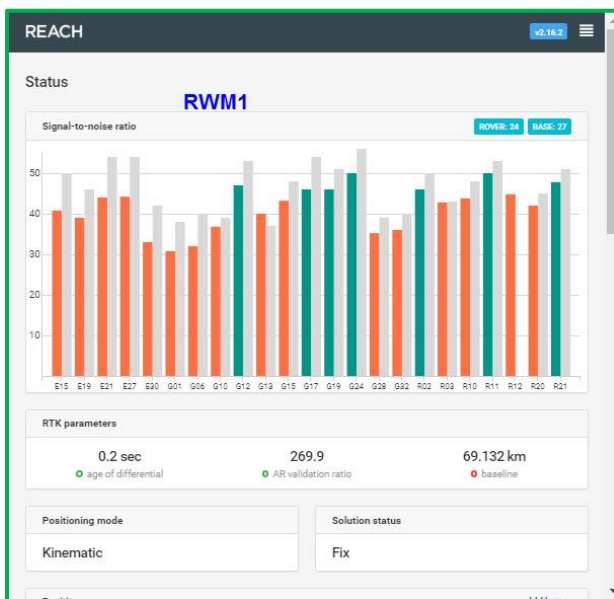 REACH
v2.16.2
Status
RWM1
Signal-to-noise ratio
ROVER: 24 BASE: 27
50
40
30
20
10
E15 E19 E21 E27 E30 G01 G06 G10 G12 G13 G15 G17 G19 G24 G28 G32 R02 R03 R10 R11 R12 R20 R21
RTK parameters
0.2 sec 269.9 69.132 km
age of differential AR validation ratio baseline
Positioning mode Solution status
Kinematic Fix